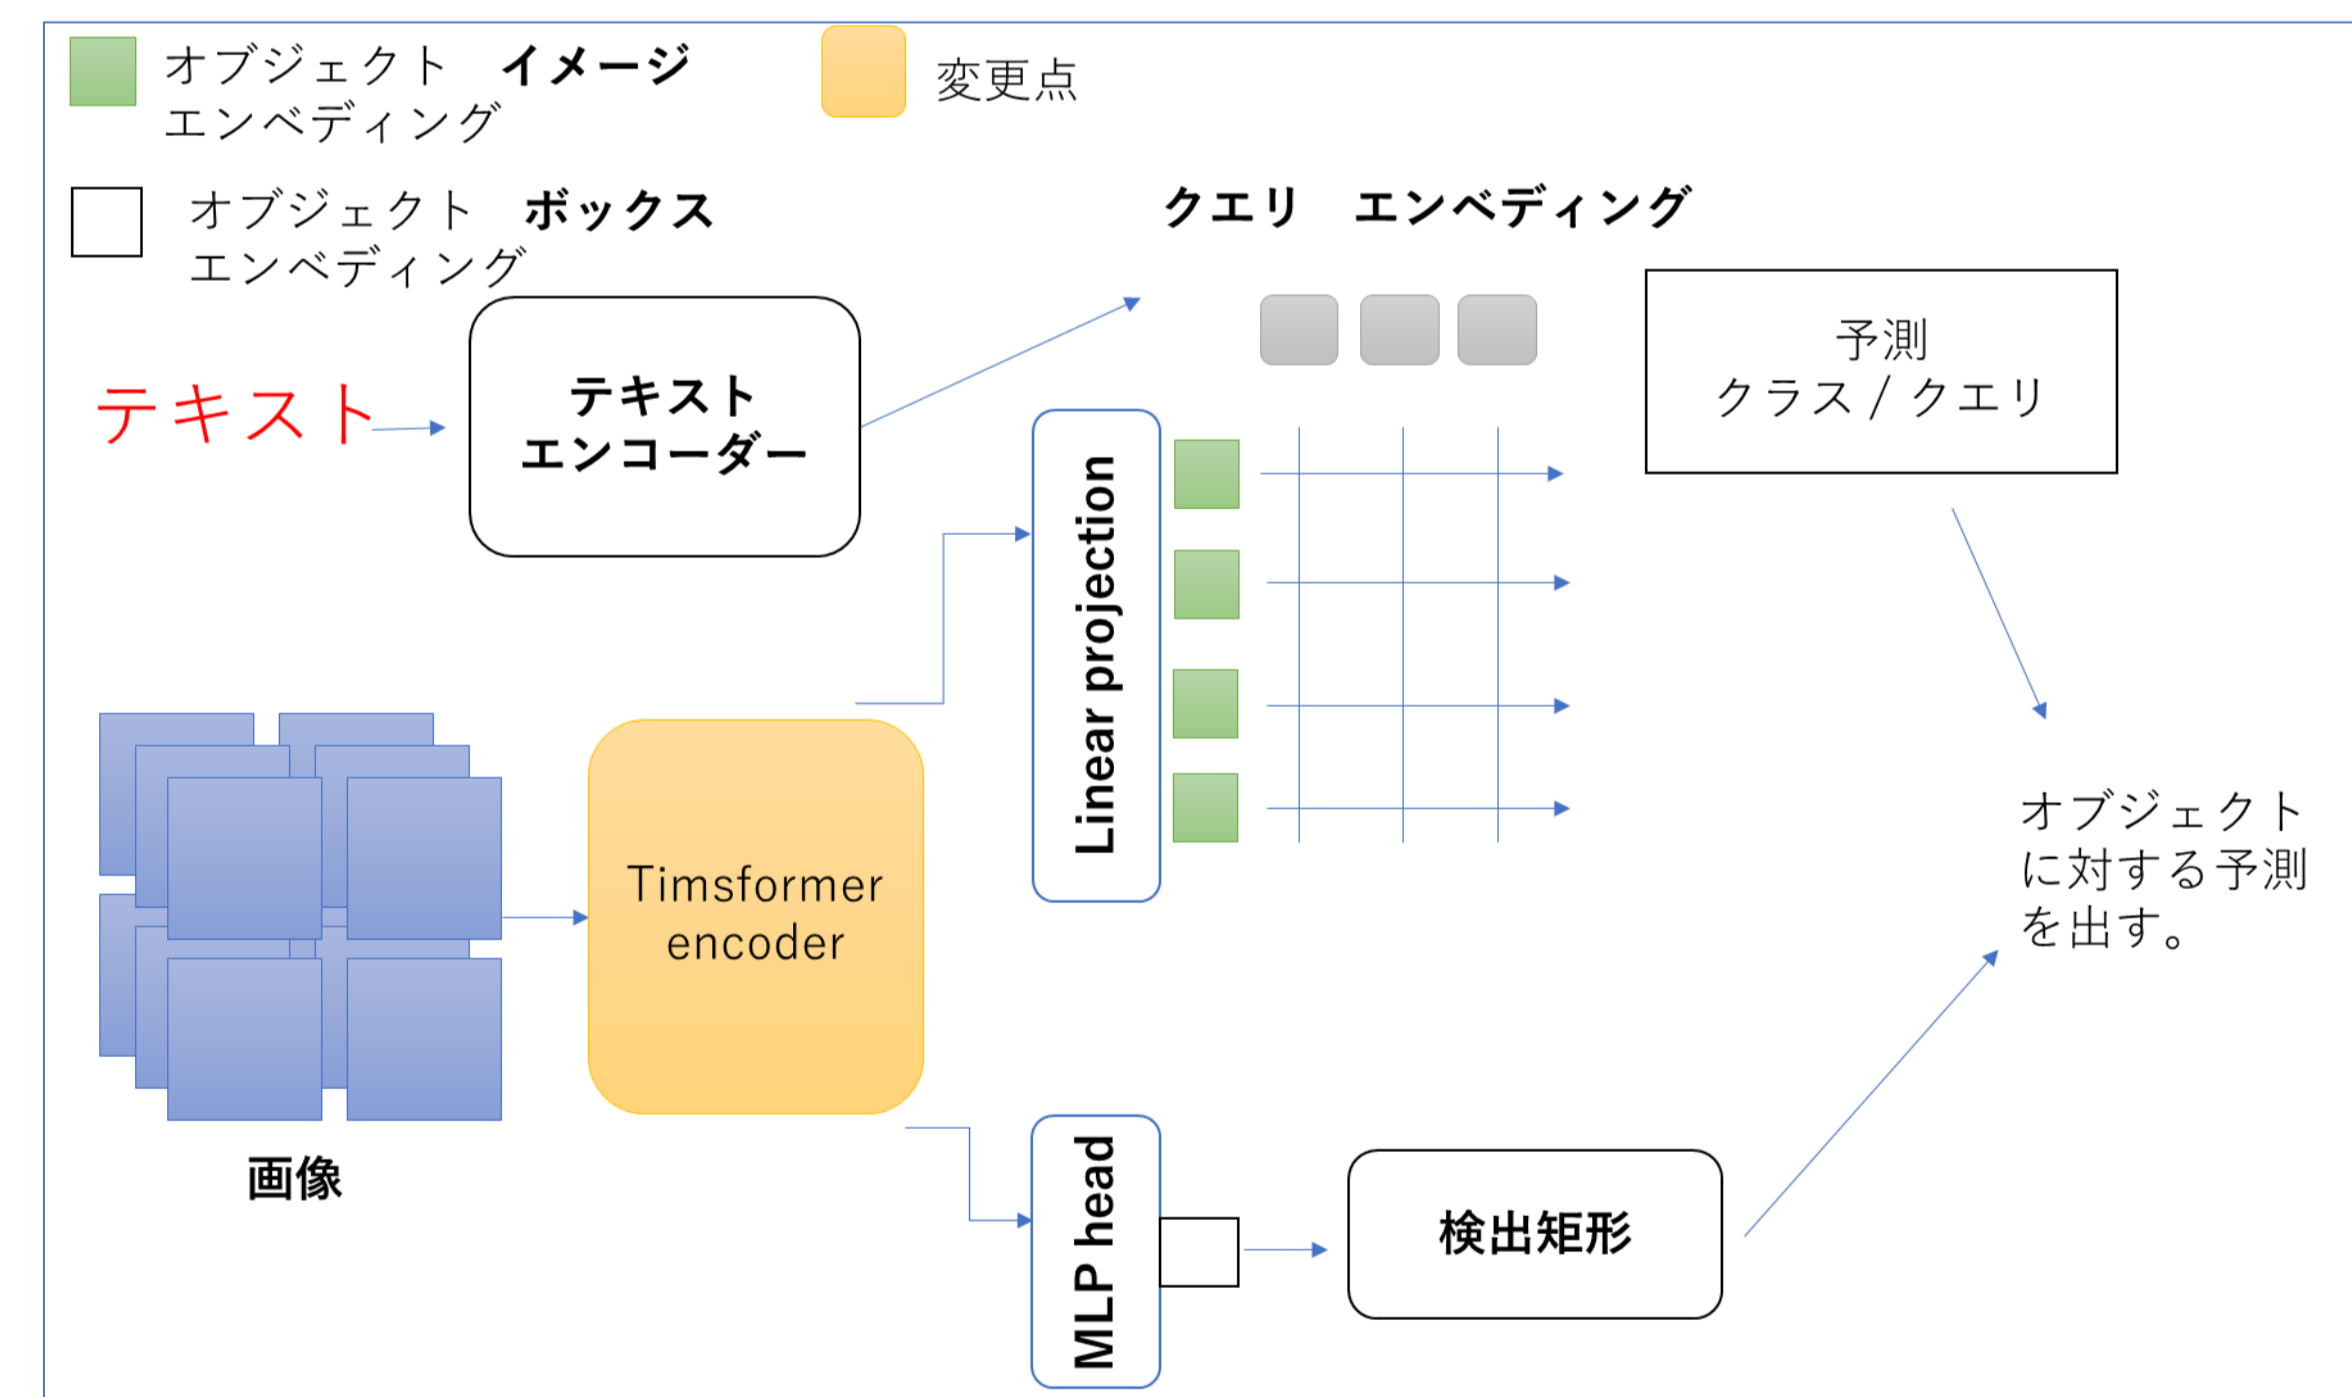 オブジェクト　イメージ
エンベディング
変更点
オブジェクト　ボックス
エンベディング
クエリ　エンベディング
テキスト
テキスト
エンコーダー
予測
クラス / クエリ
Linear projection
Timsformer
encoder
画像
オブジェクト
に対する予測
を出す。
MLP head
検出矩形